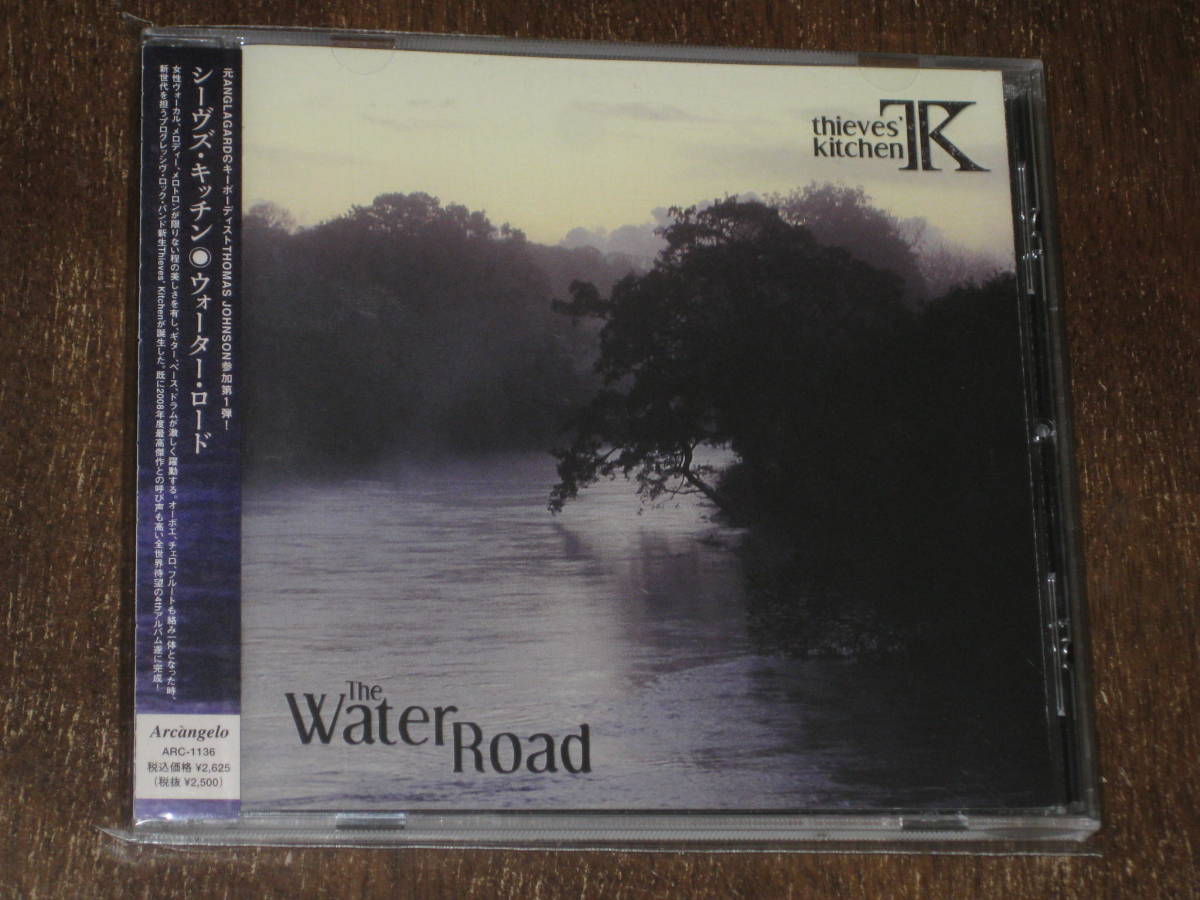 元ANGLAGARDのキーボーディストTHOMAS JOHNSON参加第1弾!
女性ヴォーカル、メロディー、メロトロンが限りない程の美しさを有し、ギター、ベース、ドラムが激しく躍動する。オーボエ、チェロ、フルートも絡み一体となった時、
新世代を担うプログレッシヴ・ロック・バンド新生Thieves' Kitchenが誕生した。既に2008年度最高傑作との呼び声も高い全世界待望の4thアルバム遂に完成!
シーヴズ・キッチン◉ウォーター・ロード
Arcàngelo
ARC-1136
税込価格 ¥2,625
(税抜 ¥2,500)
thieves'
kitchen
TK
The
Water
Road